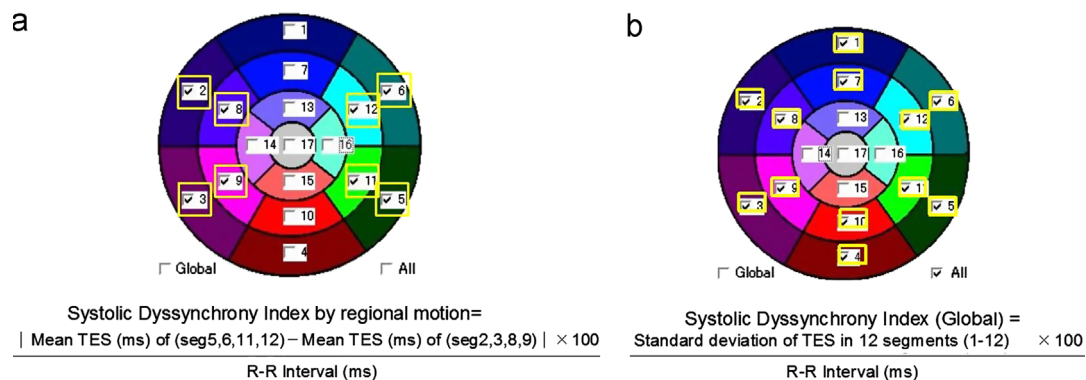 a
1
7
2
6
8
12
13
14
17
16
9
15
11
3
5
10
4
Global
All
Systolic Dyssynchrony Index by regional motion=
| Mean TES (ms) of (seg5,6,11,12) – Mean TES (ms) of (seg2,3,8,9) | × 100
R-R Interval (ms)
b
1
7
2
6
8
12
13
14
17
16
9
15
11
3
5
10
4
Global
All
Systolic Dyssynchrony Index (Global) =
Standard deviation of TES in 12 segments (1-12) × 100
R-R Interval (ms)